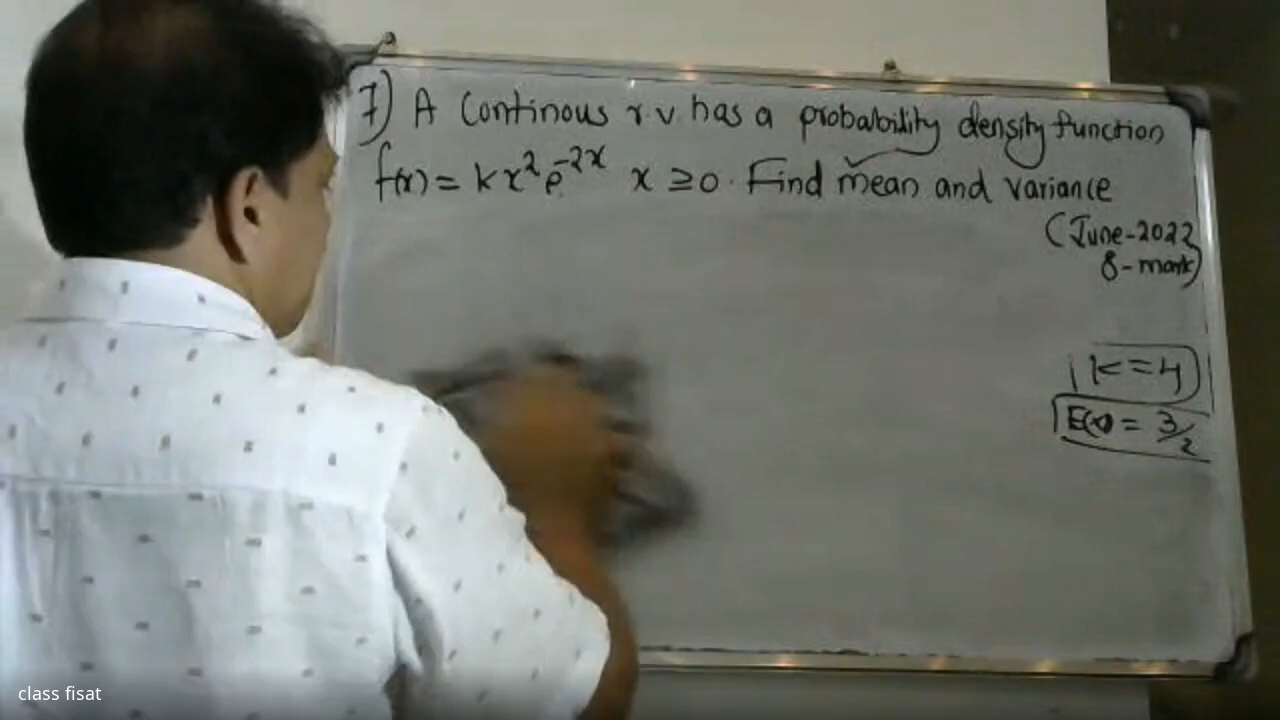 7) A Continous r.v has a probability density function
f(x) = kx²e⁻²ˣ x ≥0. Find mean and variance
(June-2022
8-mark)
k=4
E(x) = 3/2
class fisat